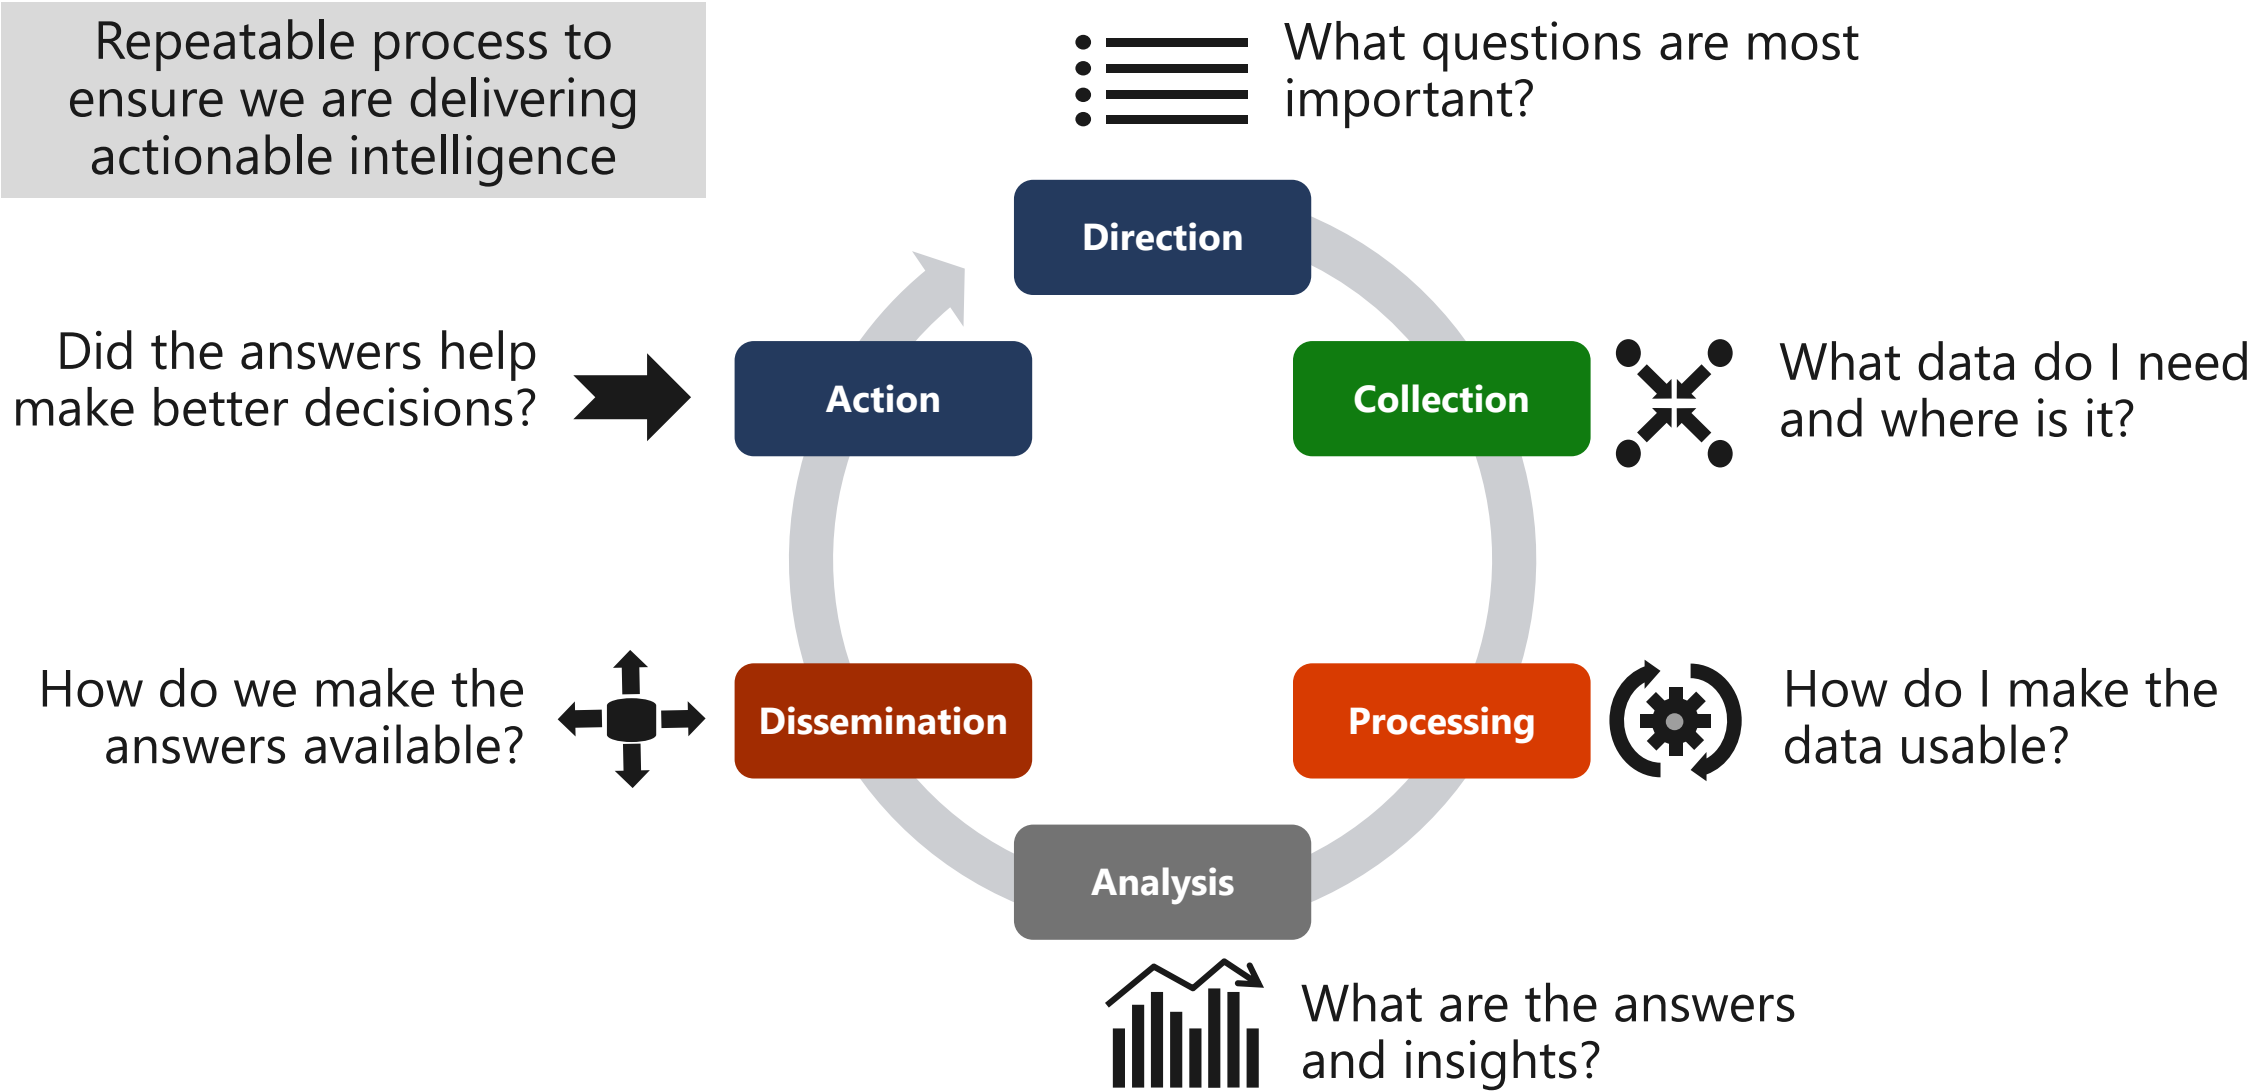 Repeatable process to
ensure we are delivering
actionable intelligence
What questions are most
important?
Direction
Collection
What data do I need
and where is it?
Processing
How do I make the
data usable?
Analysis
What are the answers
and insights?
Dissemination
How do we make the
answers available?
Action
Did the answers help
make better decisions?